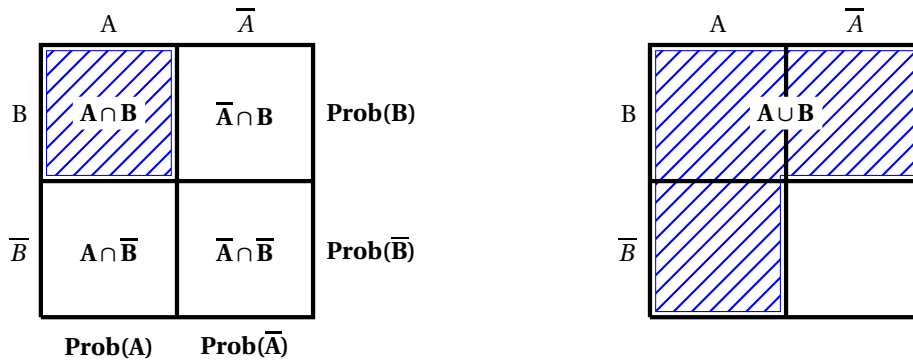 A A̅ A A̅
B A∩B A̅∩B Prob(B) B A∪B
B̅ A∩B̅ A̅∩B̅ Prob(B̅) B̅
Prob(A) Prob(A̅)